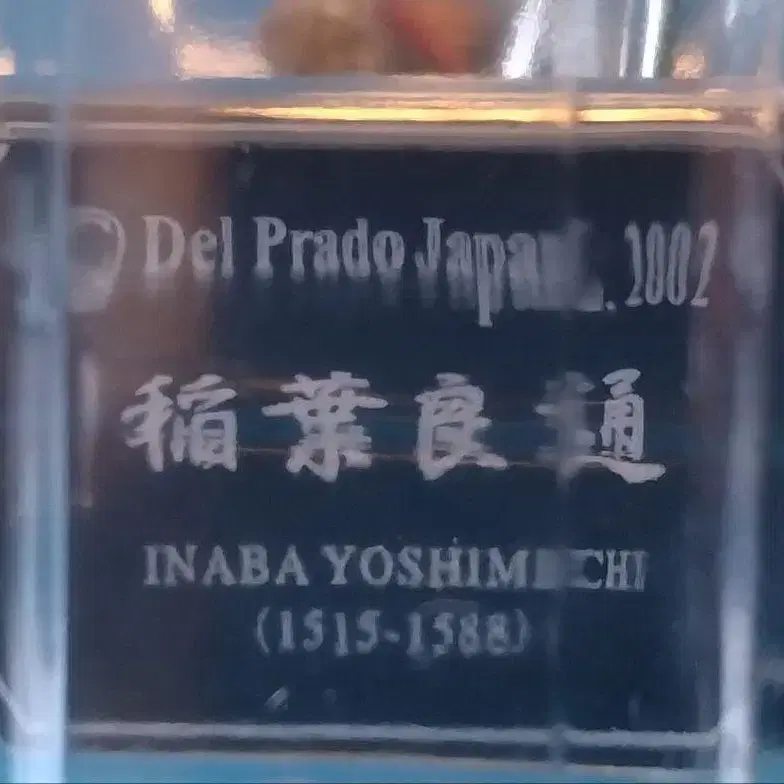 © Del Prado Japan. 2002
稲葉良通
INABA YOSHIMICHI
(1515-1588)